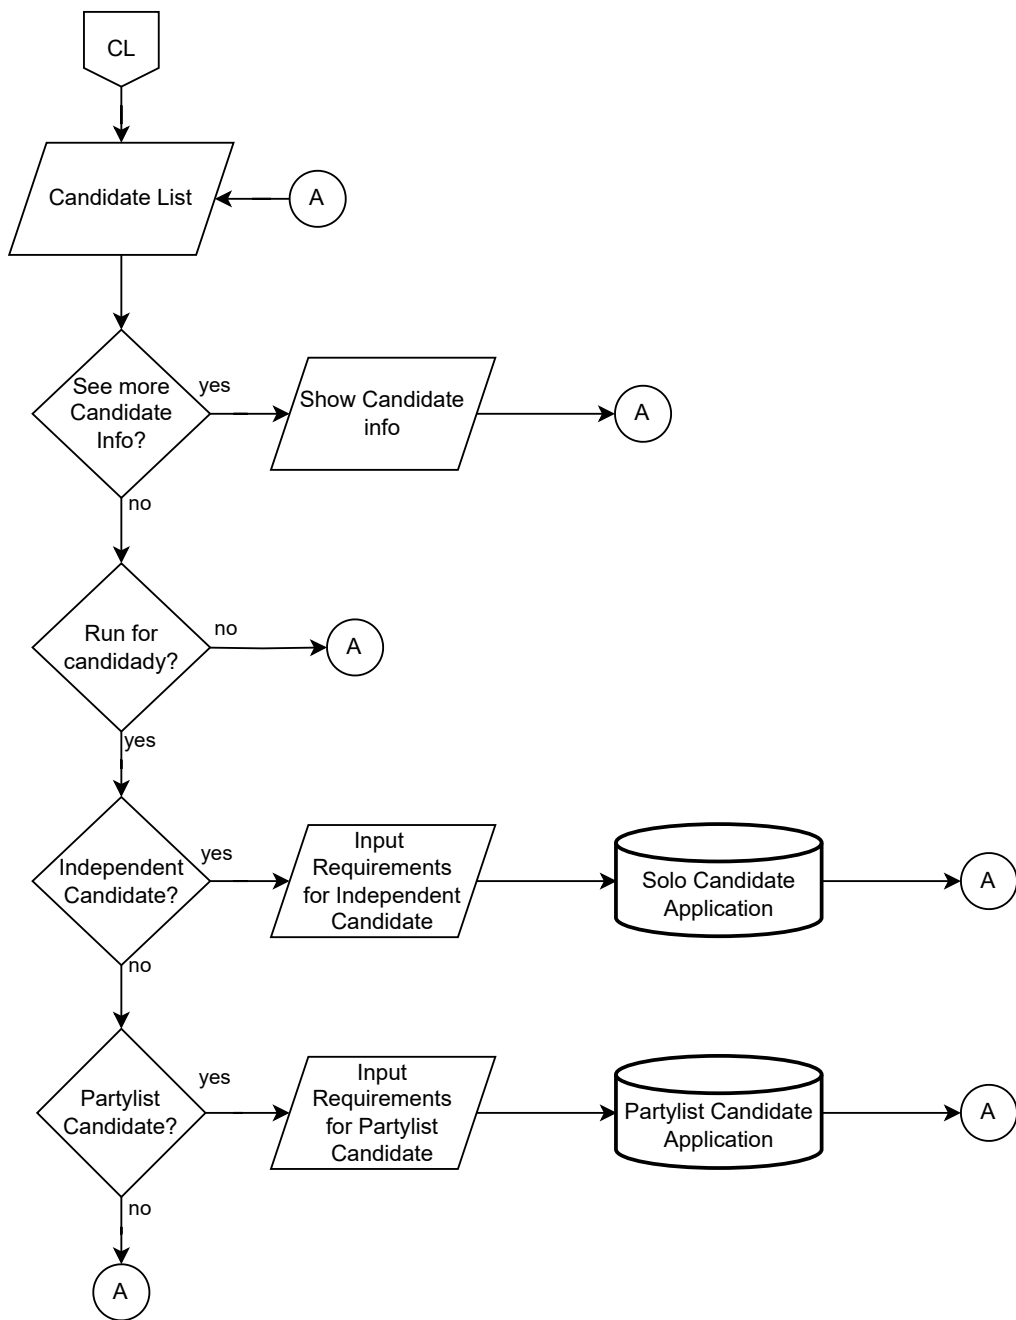 CL
Candidate List
A
See more
Candidate
Info?
yes
Show Candidate
info
A
no
Run for
candidady?
no
A
yes
Independent
Candidate?
yes
Input
Requirements
for Independent
Candidate
Solo Candidate
Application
A
no
Partylist
Candidate?
yes
Input
Requirements
for Partylist
Candidate
Partylist Candidate
Application
A
no
A